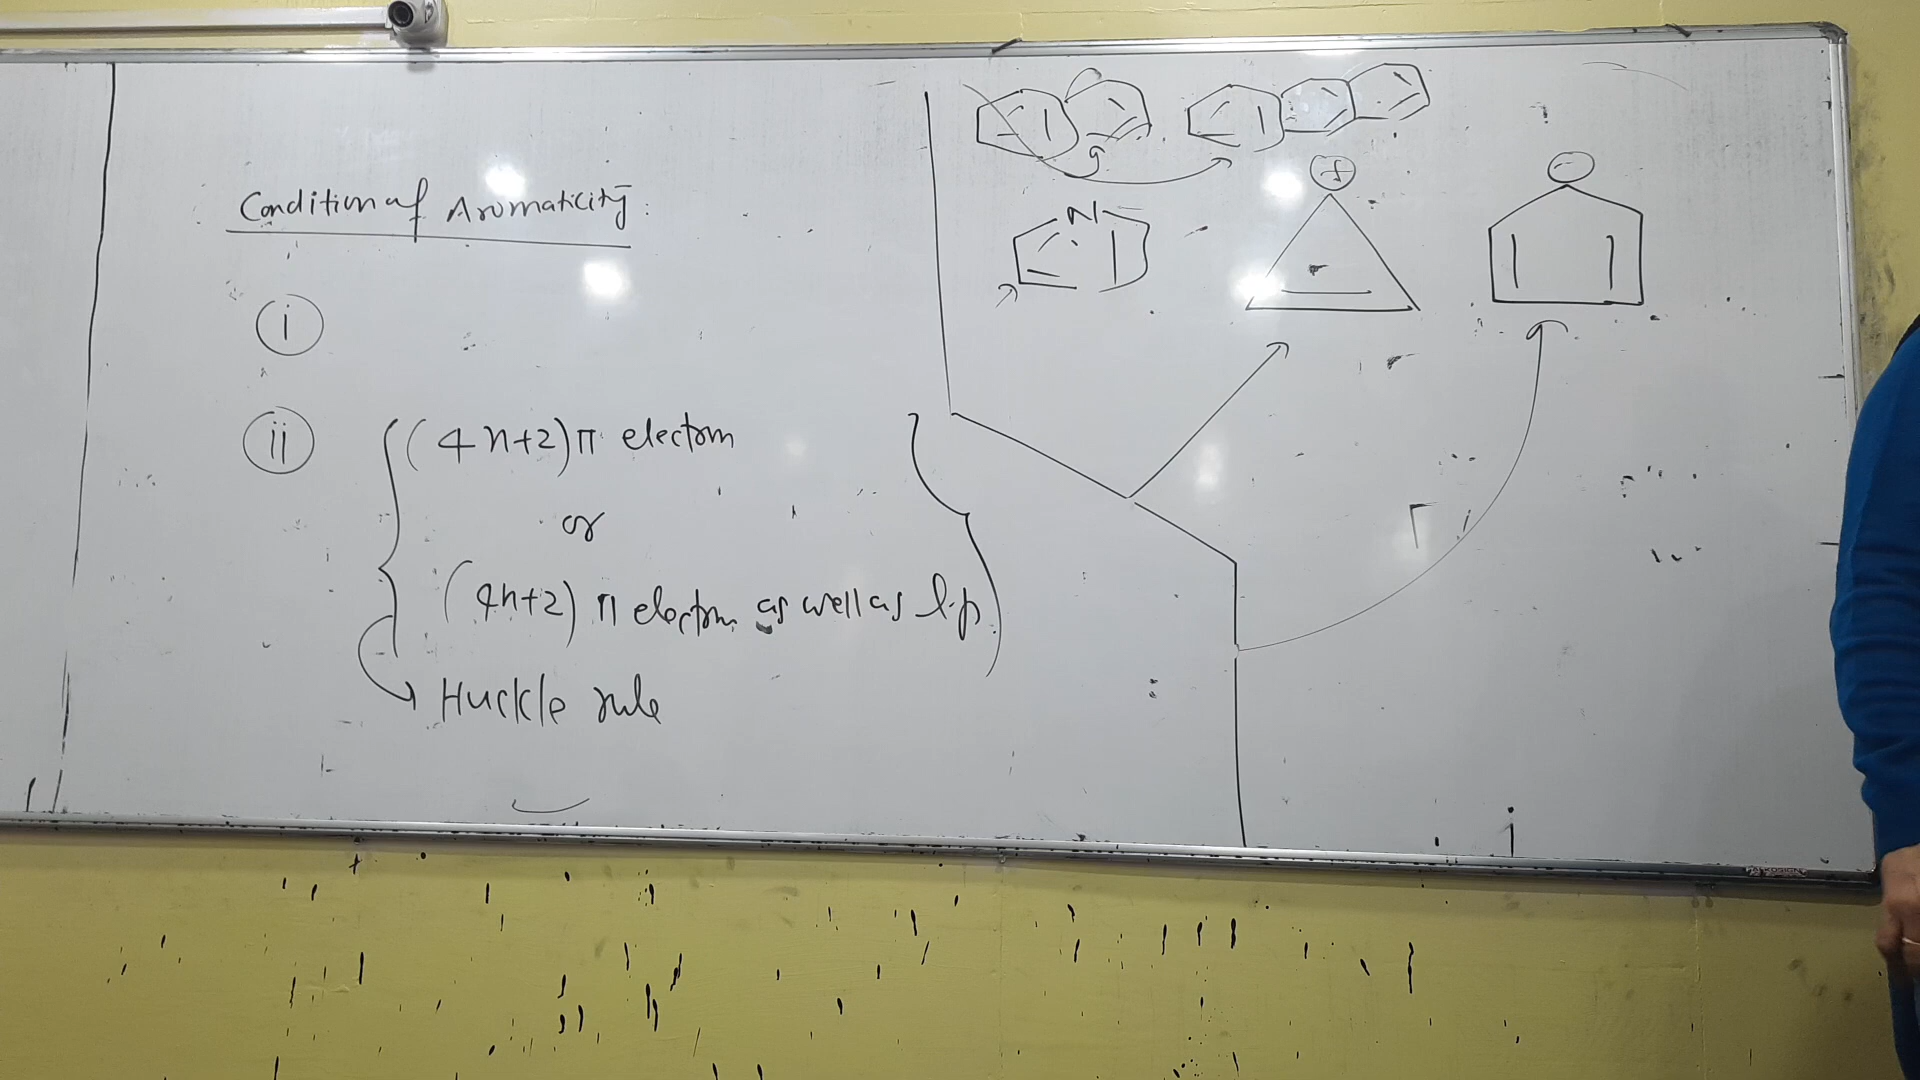 Condition of Aromaticity:
i
ii (4n+2) π electron
or
(4n+2) π electron as well as l.p.
Huckle rule
N
+
-